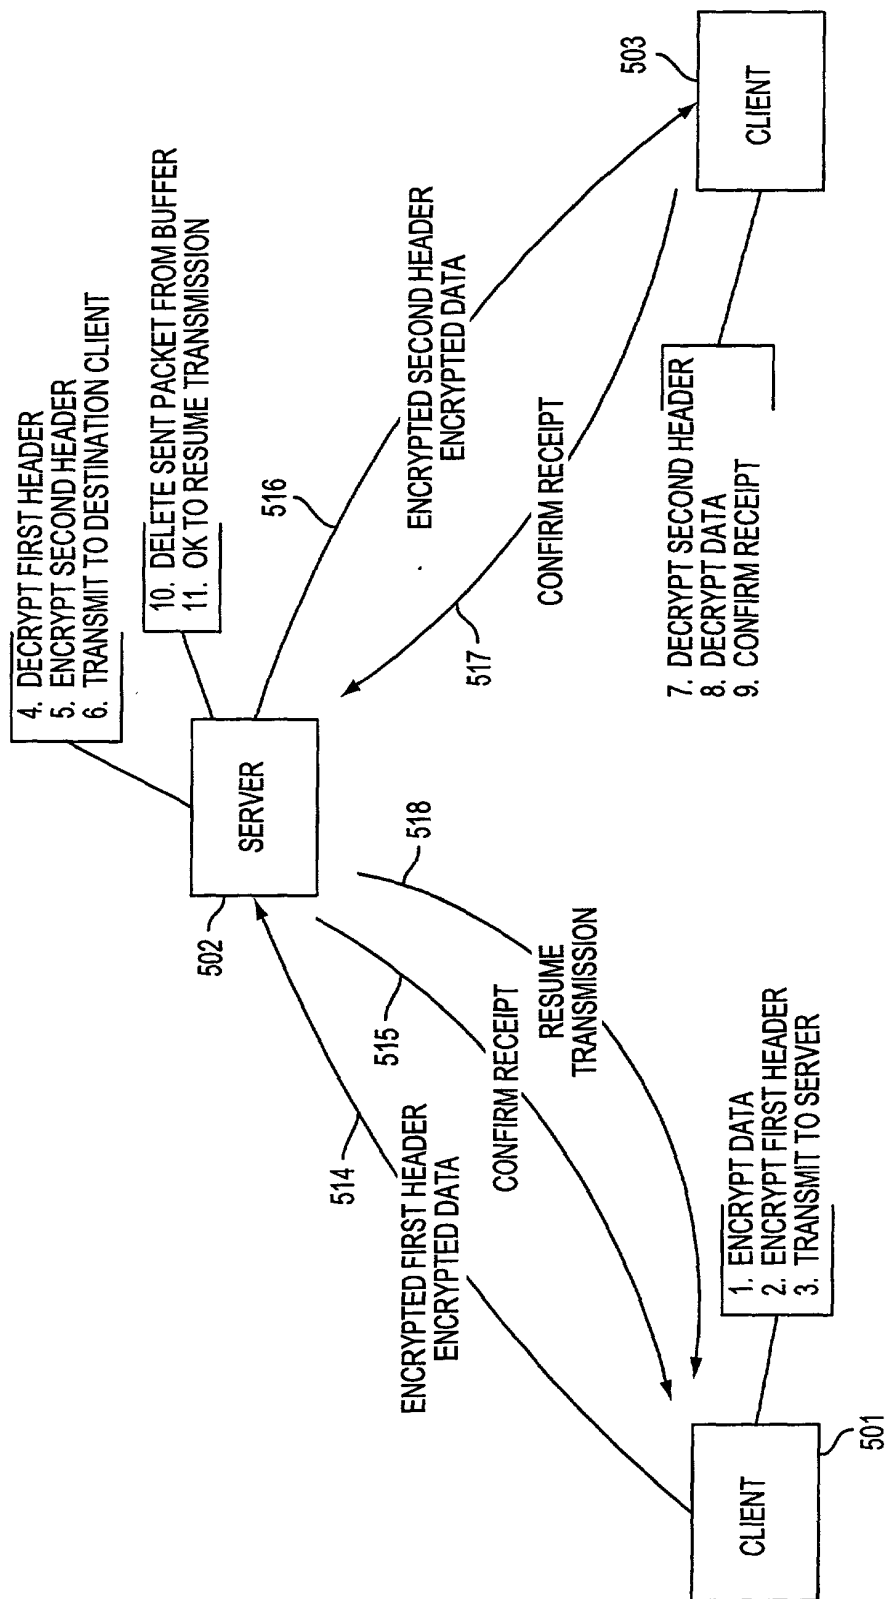 4. DECRYPT FIRST HEADER
5. ENCRYPT SECOND HEADER
6. TRANSMIT TO DESTINATION CLIENT
10. DELETE SENT PACKET FROM BUFFER
11. OK TO RESUME TRANSMISSION
SERVER
502
514
ENCRYPTED FIRST HEADER
ENCRYPTED DATA
515
CONFIRM RECEIPT
518
RESUME
TRANSMISSION
516
ENCRYPTED SECOND HEADER
ENCRYPTED DATA
517
CONFIRM RECEIPT
503
CLIENT
7. DECRYPT SECOND HEADER
8. DECRYPT DATA
9. CONFIRM RECEIPT
1. ENCRYPT DATA
2. ENCRYPT FIRST HEADER
3. TRANSMIT TO SERVER
CLIENT
501